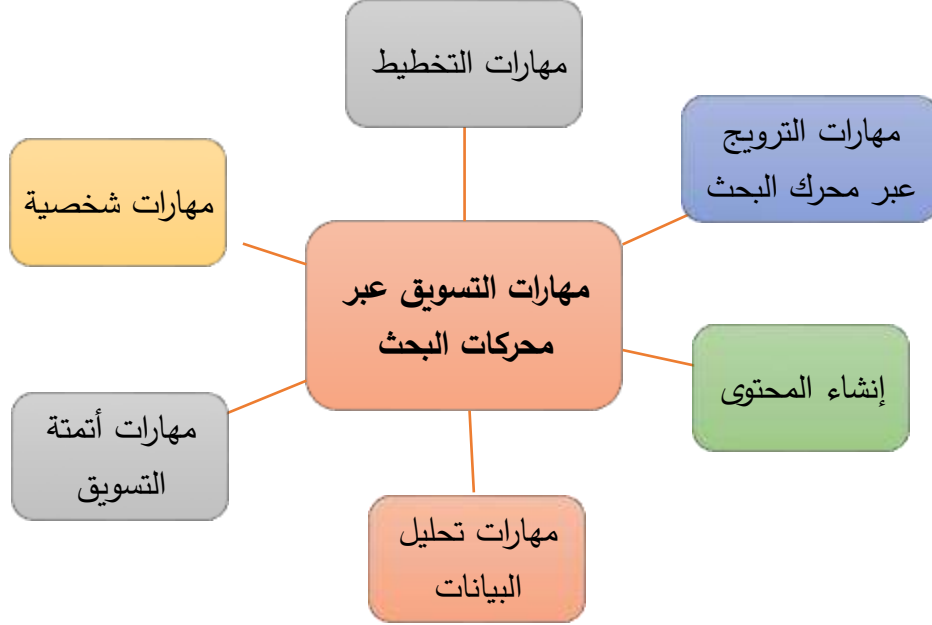 مهارات التخطيط
مهارات الترويج
عبر محرك البحث
مهارات شخصية
مهارات التسويق عبر
محركات البحث
إنشاء المحتوى
مهارات أتمتة
التسويق
مهارات تحليل
البيانات